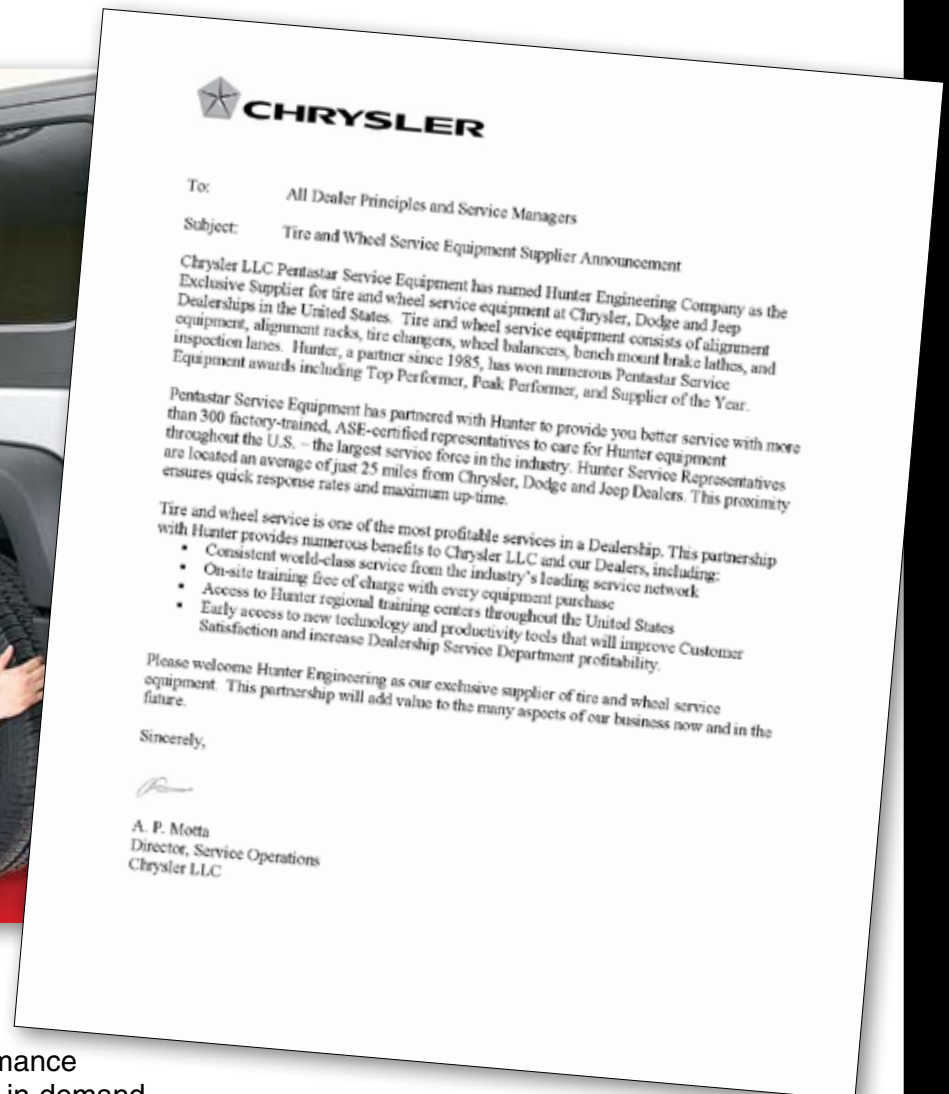 CHRYSLER
To: All Dealer Principles and Service Managers
Subject: Tire and Wheel Service Equipment Supplier Announcement
Chrysler LLC Pentastar Service Equipment has named Hunter Engineering Company as the
Exclusive Supplier for tire and wheel service equipment at Chrysler, Dodge and Jeep
Dealerships in the United States. Tire and wheel service equipment consists of alignment
equipment, alignment racks, tire changers, wheel balancers, bench mount brake lathes, and
inspection lanes. Hunter, a partner since 1985, has won numerous Pentastar Service
Equipment awards including Top Performer, Peak Performer, and Supplier of the Year.
Pentastar Service Equipment has partnered with Hunter to provide you better service with more
than 300 factory-trained, ASE-certified representatives to care for Hunter equipment
throughout the U.S. – the largest service force in the industry. Hunter Service Representatives
are located an average of just 25 miles from Chrysler, Dodge and Jeep Dealers. This proximity
ensures quick response rates and maximum up-time.
Tire and wheel service is one of the most profitable services in a Dealership. This partnership
with Hunter provides numerous benefits to Chrysler LLC and our Dealers, including:
• Consistent world-class service from the industry's leading service network
• On-site training free of charge with every equipment purchase
• Access to Hunter regional training centers throughout the United States
• Early access to new technology and productivity tools that will improve Customer
Satisfaction and increase Dealership Service Department profitability.
Please welcome Hunter Engineering as our exclusive supplier of tire and wheel service
equipment. This partnership will add value to the many aspects of our business now and in the
future.
Sincerely,
A. P. Motta
Director, Service Operations
Chrysler LLC
mance
in-demand